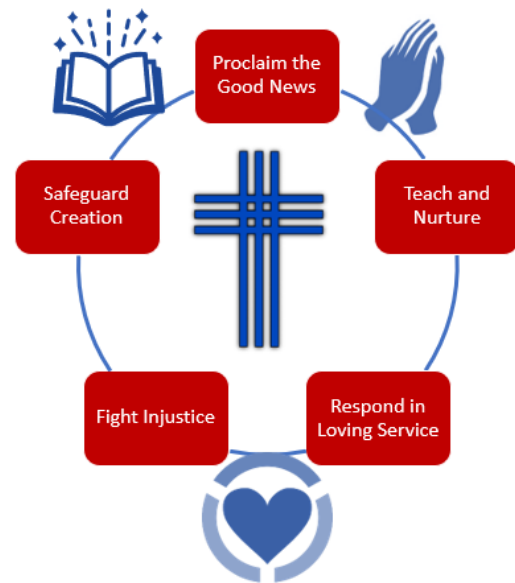 Proclaim the
Good News
Teach and
Nurture
Respond in
Loving Service
Fight Injustice
Safeguard
Creation